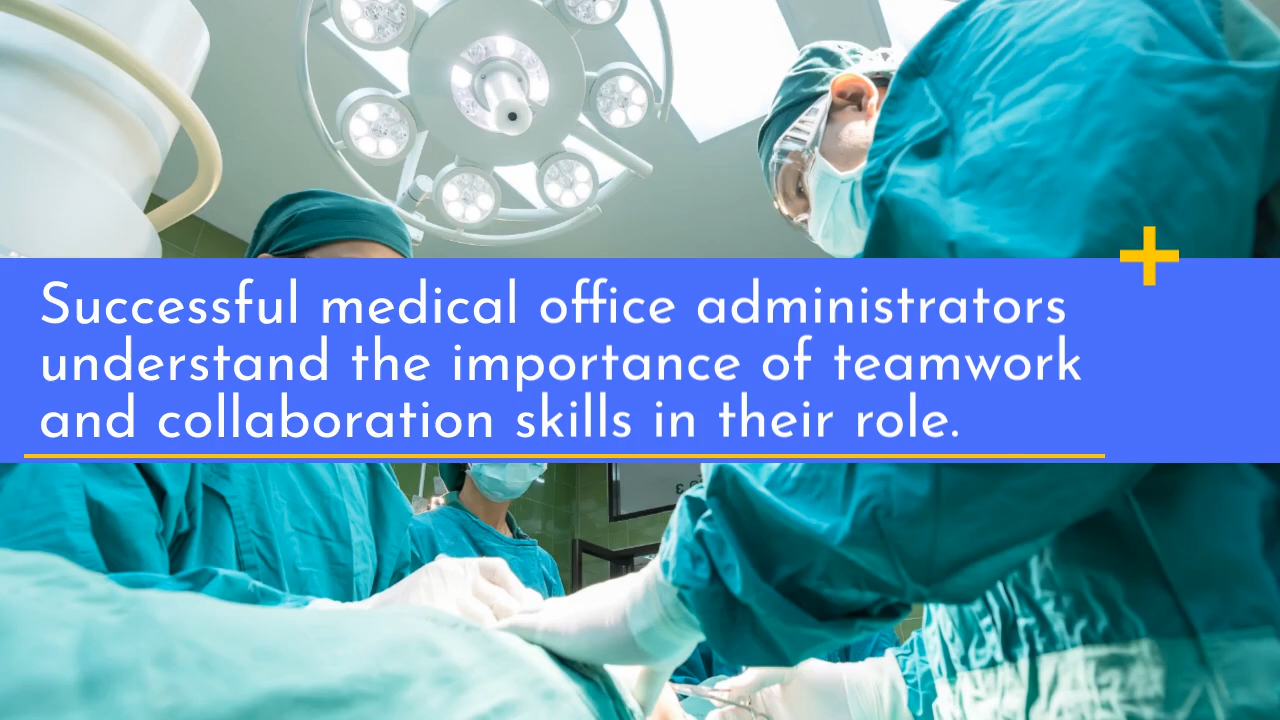 Successful medical office administrators
understand the importance of teamwork
and collaboration skills in their role.